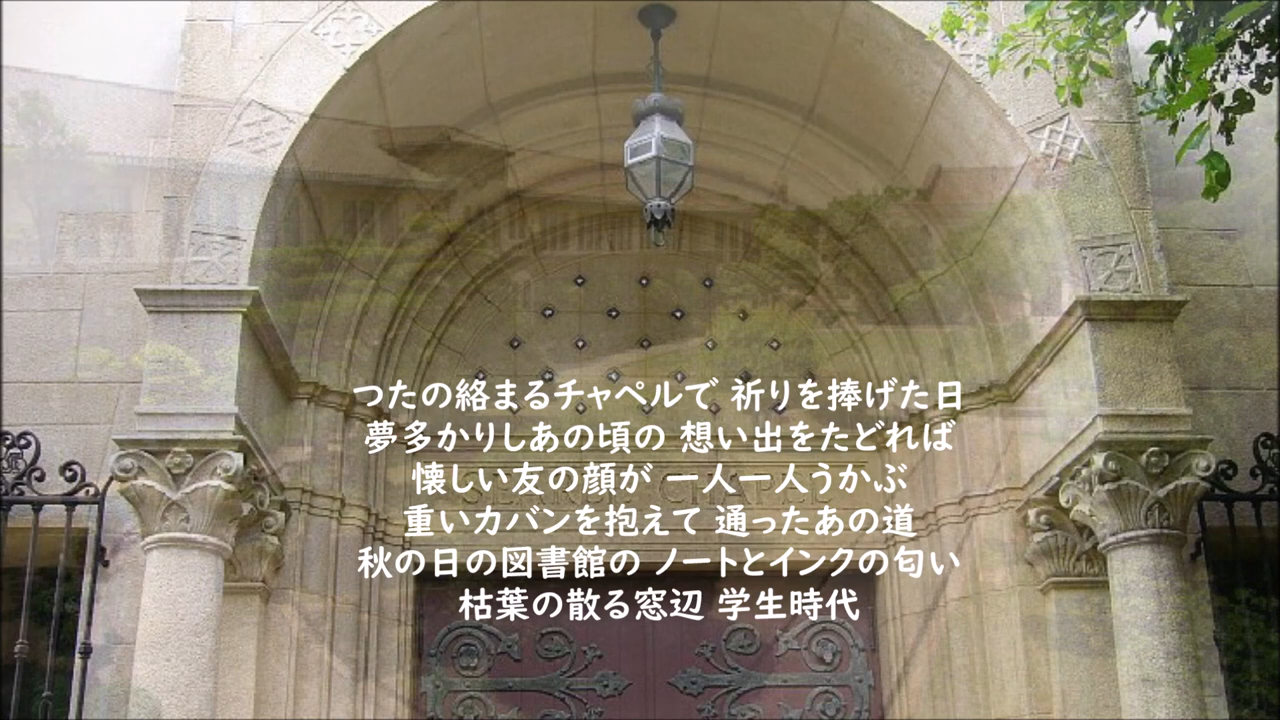 つたの絡まるチャペルで 祈りを捧げた日
夢多かりしあの頃の 想い出をたどれば
懐しい友の顔が 一人一人うかぶ
重いカバンを抱えて 通ったあの道
秋の日の図書館の ノートとインクの匂い
枯葉の散る窓辺 学生時代